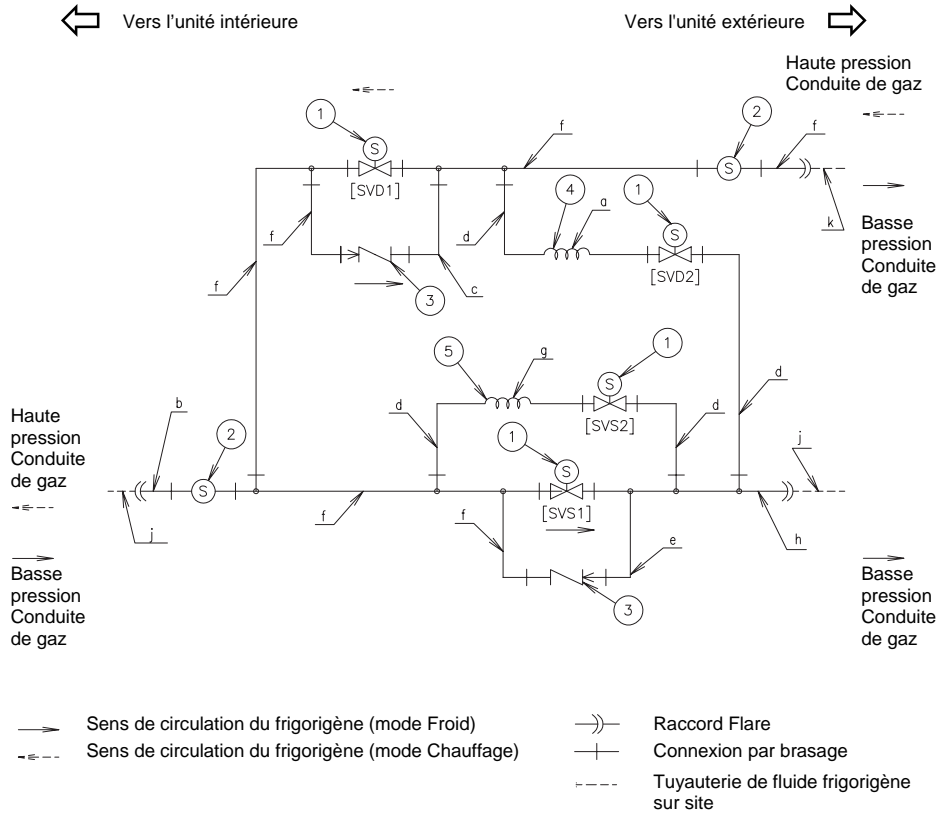 Vers l'unité intérieure
Vers l'unité extérieure
Haute pression
Conduite de gaz
1
2
f
f
[SVD1]
k
f
d
4
a
1
Basse
pression
Conduite
de gaz
f
3
c
[SVD2]
5
g
1
d
d
d
Haute
pression
Conduite
de gaz
b
2
[SVS2]
1
j
j
f
[SVS1]
h
f
e
3
Basse
pression
Conduite
de gaz
Basse
pression
Conduite
de gaz
S
S
S
S
S
S
Sens de circulation du frigorigène (mode Froid)
Raccord Flare
Sens de circulation du frigorigène (mode Chauffage)
Connexion par brasage
Tuyauterie de fluide frigorigène
sur site